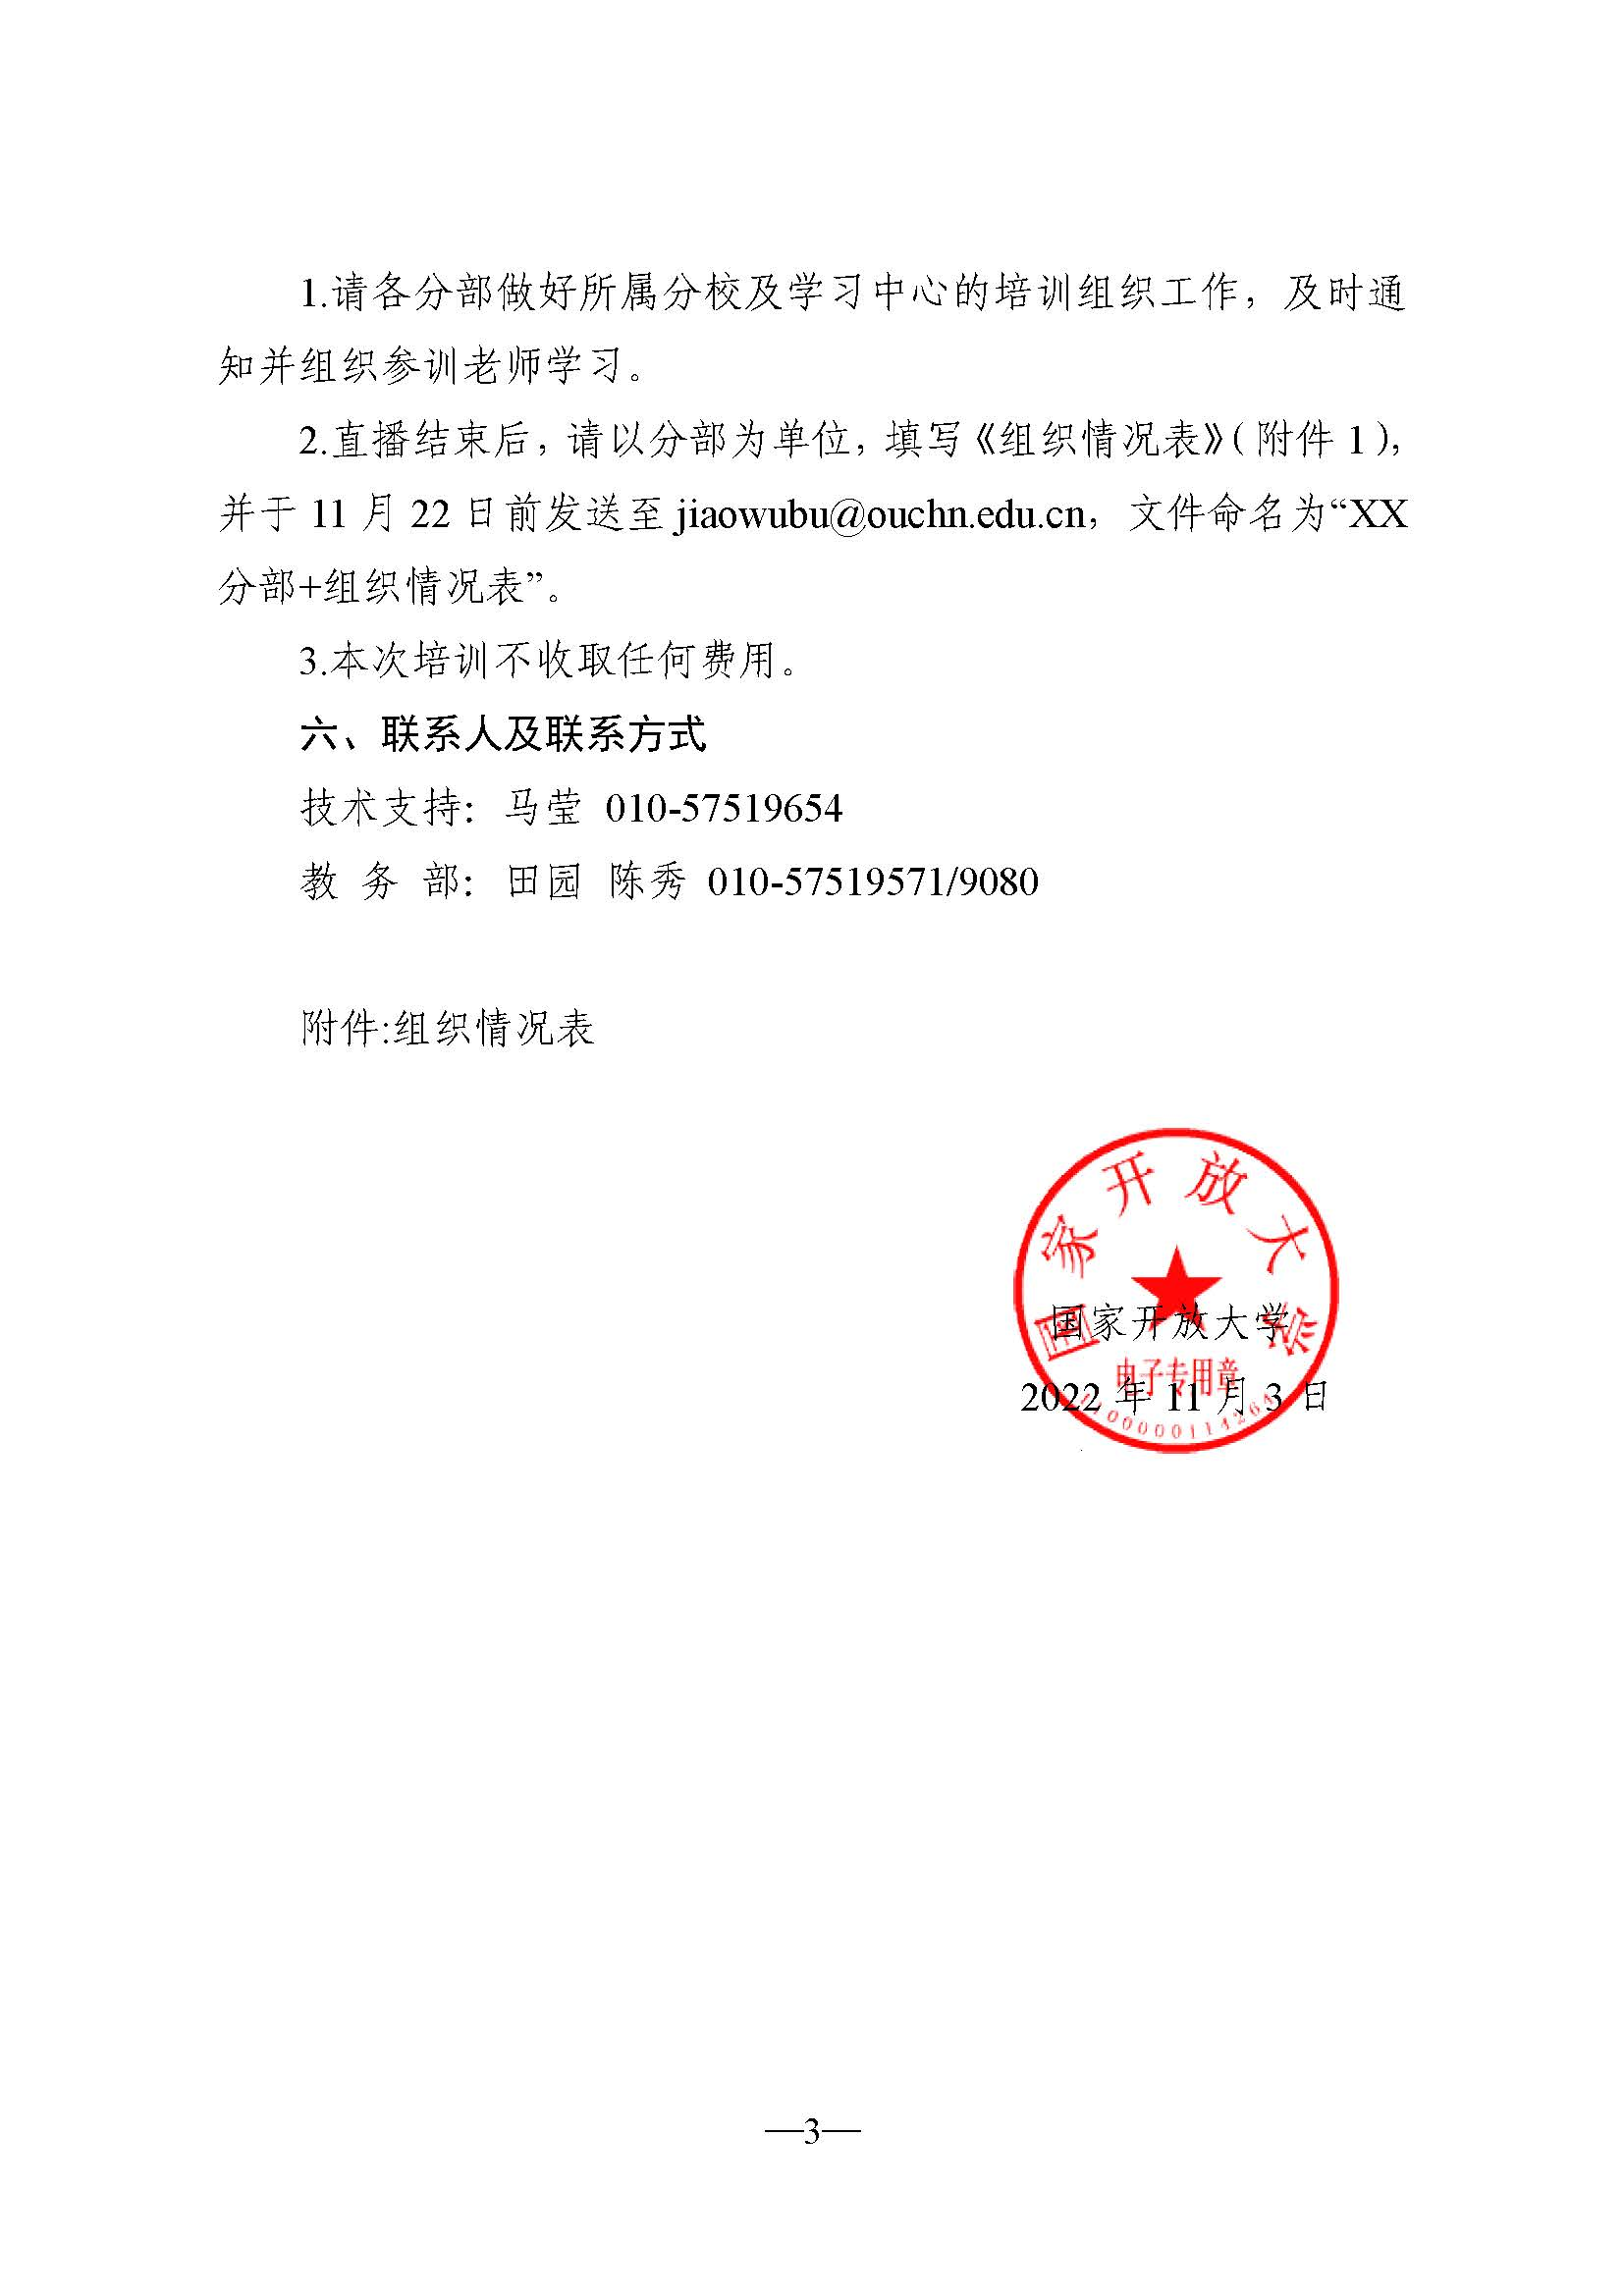 1.请各分部做好所属分校及学习中心的培训组织工作，及时通
知并组织参训老师学习。
2.直播结束后，请以分部为单位，填写《组织情况表》（附件 1），
并于 11 月 22 日前发送至 jiaowubu@ouchn.edu.cn，文件命名为“XX
分部+组织情况表”。
3.本次培训不收取任何费用。
六、联系人及联系方式
技术支持：马莹 010-57519654
教 务 部：田园 陈秀 010-57519571/9080
附件:组织情况表
国家开放大学
国家开放大学
电子专用章
2022 年 11 月 3 日
1100000114264
—3—